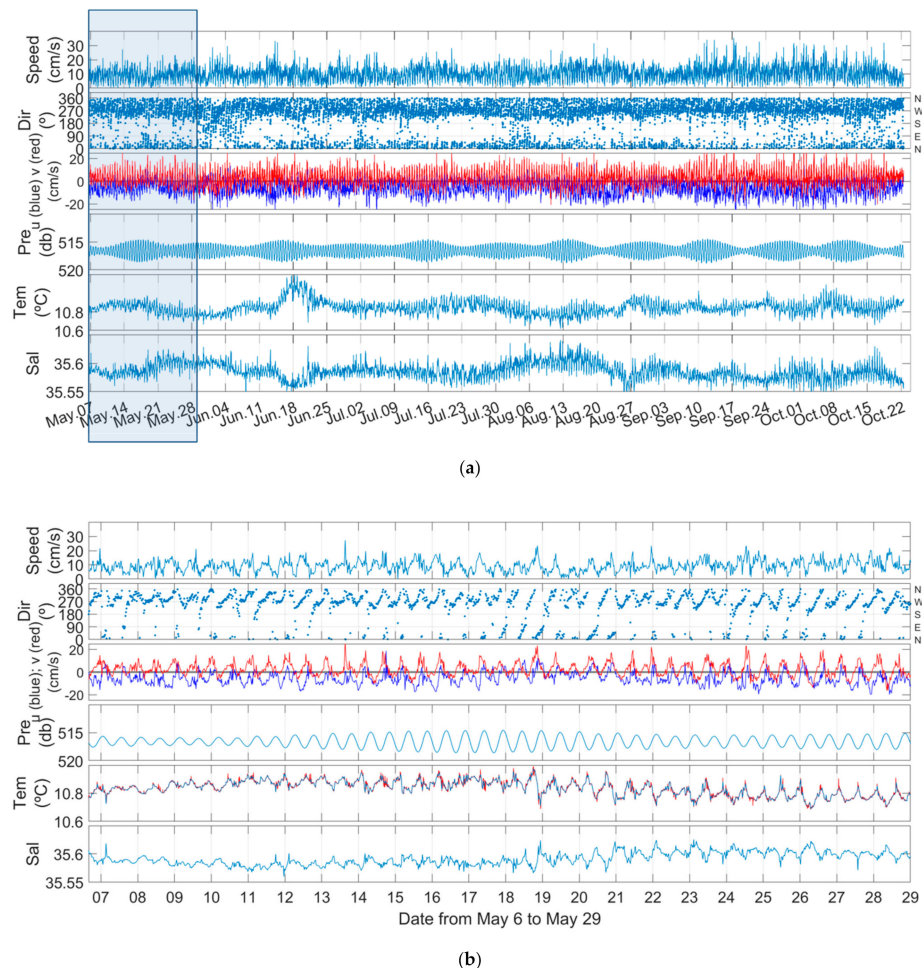 Speed
(cm/s)
30
20
10
0
Dir
(º)
360
270
180
90
0
N
W
S
E
N
u (blue) v (red)
(cm/s)
20
0
-20
Pre
(db)
515
520
Tem
(ºC)
10.8
10.6
Sal
35.6
35.55
May.07 May.14 May.21 May.28 Jun.04 Jun.11 Jun.18 Jun.25 Jul.02 Jul.09 Jul.16 Jul.23 Jul.30 Aug.06 Aug.13 Aug.20 Aug.27 Sep.03 Sep.10 Sep.17 Sep.24 Oct.01 Oct.08 Oct.15 Oct.22
(a)
Speed
(cm/s)
30
20
10
0
Dir
(º)
360
270
180
90
0
N
W
S
E
N
u (blue); v (red)
(cm/s)
20
0
-20
Pre
(db)
515
520
Tem
(ºC)
10.8
10.6
Sal
35.6
35.55
07 08 09 10 11 12 13 14 15 16 17 18 19 20 21 22 23 24 25 26 27 28 29
Date from May 6 to May 29
(b)